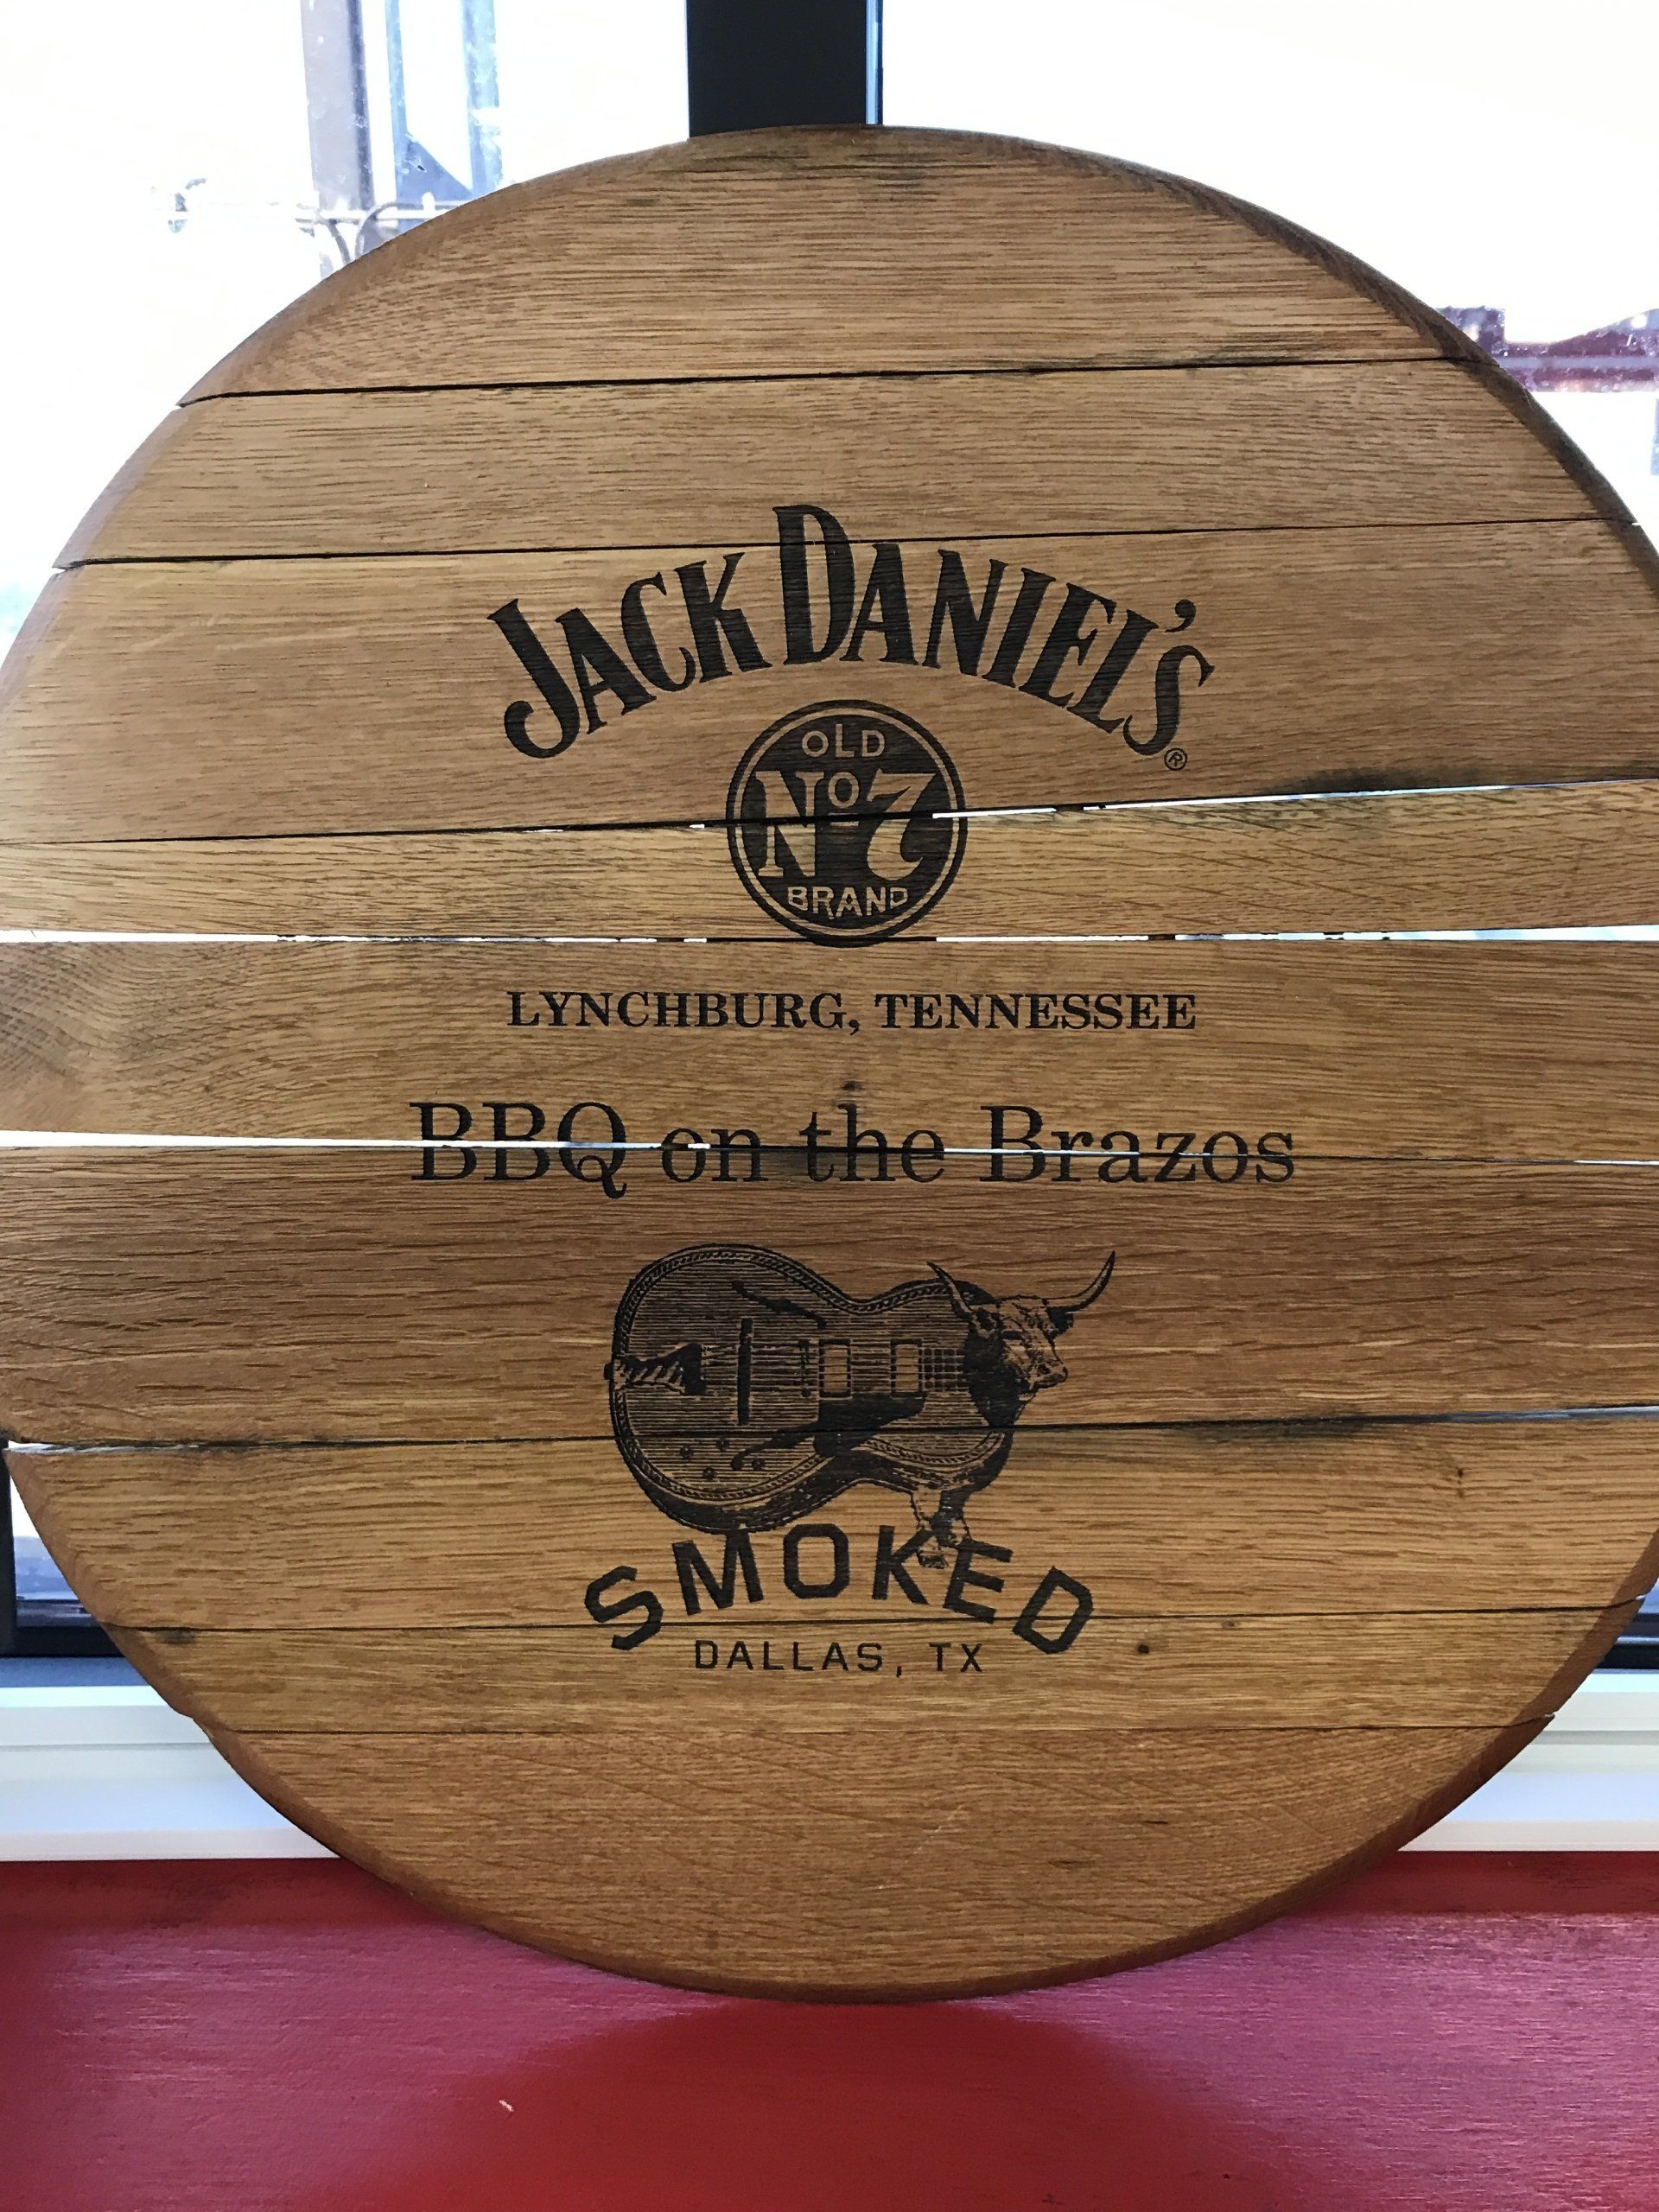 JACK DANIEL'S®
OLD
No 7
BRAND
LYNCHBURG, TENNESSEE
BBQ on the Brazos
SMOKED
DALLAS, TX